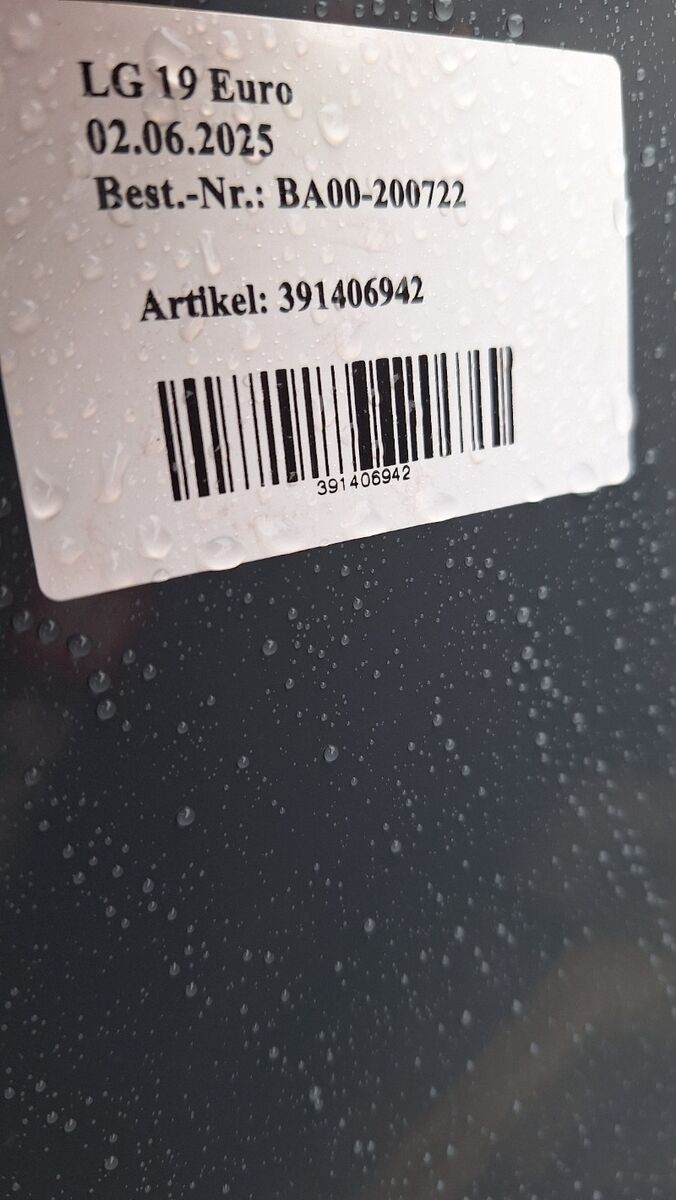 LG 19 Euro
02.06.2025
Best.-Nr.: BA00-200722
Artikel: 391406942
391406942